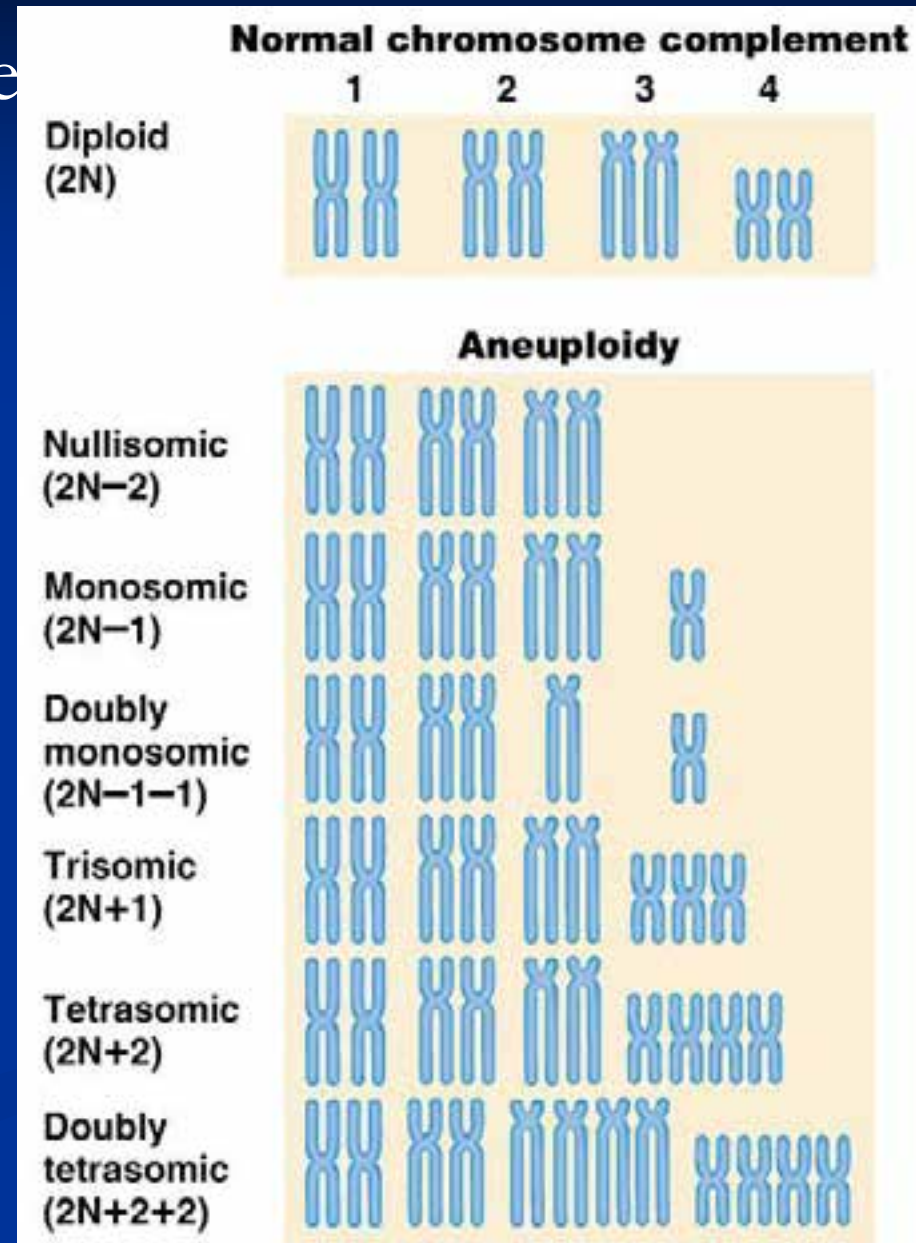 Normal chromosome complement
1 2 3 4
e
Diploid
(2N)
Aneuploidy
Nullisomic
(2N−2)
Monosomic
(2N−1)
Doubly
monosomic
(2N−1−1)
Trisomic
(2N+1)
Tetrasomic
(2N+2)
Doubly
tetrasomic
(2N+2+2)